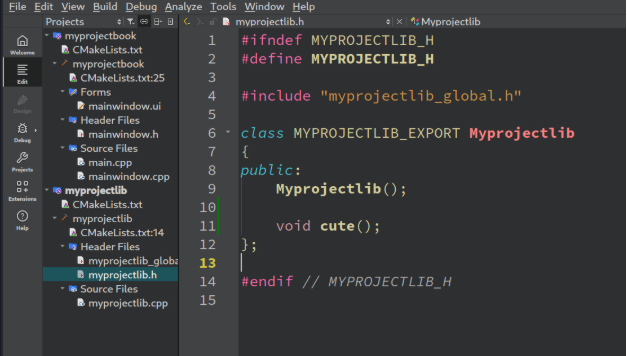 File Edit View Build Debug Analyze Tools Window Help
Projects
myprojectlib.h
Myprojectlib
Welcome
Edit
Design
Debug
Projects
Extensions
Help
myprojectbook
CMakeLists.txt
myprojectbook
CMakeLists.txt:25
Forms
mainwindow.ui
Header Files
mainwindow.h
Source Files
main.cpp
mainwindow.cpp
myprojectlib
CMakeLists.txt
myprojectlib
CMakeLists.txt:14
Header Files
myprojectlib_globa
myprojectlib.h
Source Files
myprojectlib.cpp
1 #ifndef MYPROJECTLIB_H
2 #define MYPROJECTLIB_H
3
4 #include "myprojectlib_global.h"
5
6 class MYPROJECTLIB_EXPORT Myprojectlib
7 {
8 public:
9 Myprojectlib();
10
11 void cute();
12 };
13
14 #endif // MYPROJECTLIB_H
15